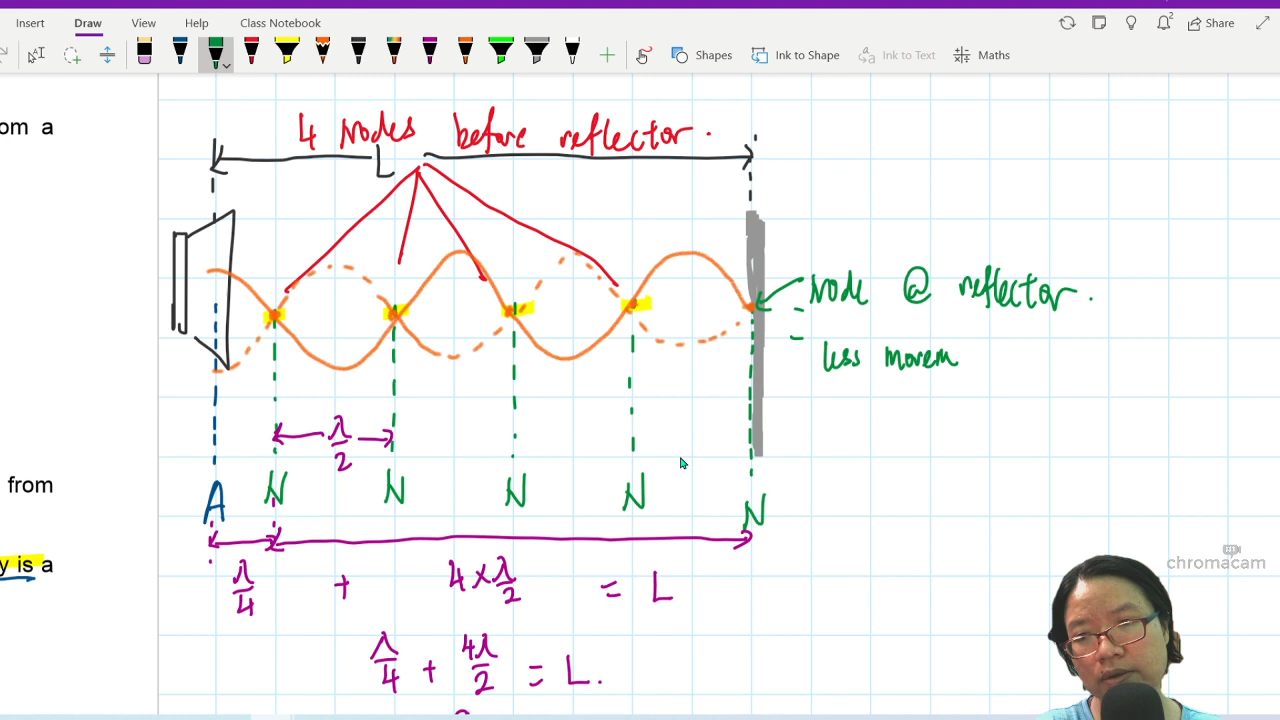 Insert Draw View Help Class Notebook 2 Share
Shapes Ink to Shape Ink to Text Maths
om a
4 Nodes before reflector.
L
Node @ reflector.
less movem
λ/2
from
A N N N N N
y is a
λ/4 + 4×λ/2 = L
λ/4 + 4λ/2 = L.
chromacam